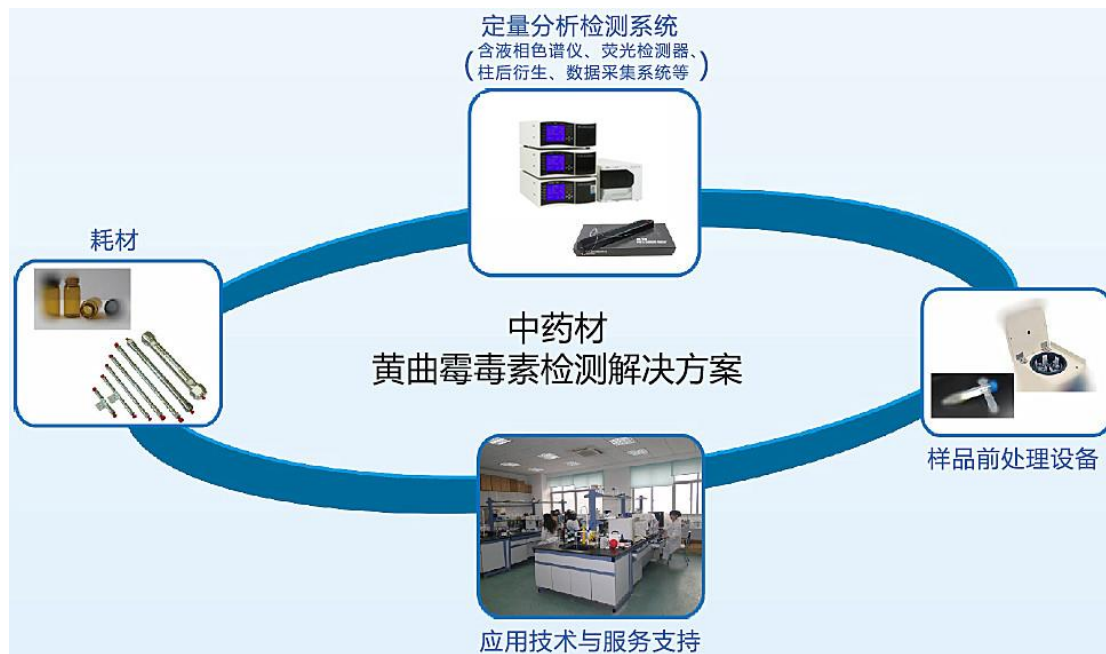 定量分析检测系统
(含液相色谱仪、荧光检测器、
柱后衍生、数据采集系统等)
耗材
中药材
黄曲霉毒素检测解决方案
样品前处理设备
应用技术与服务支持